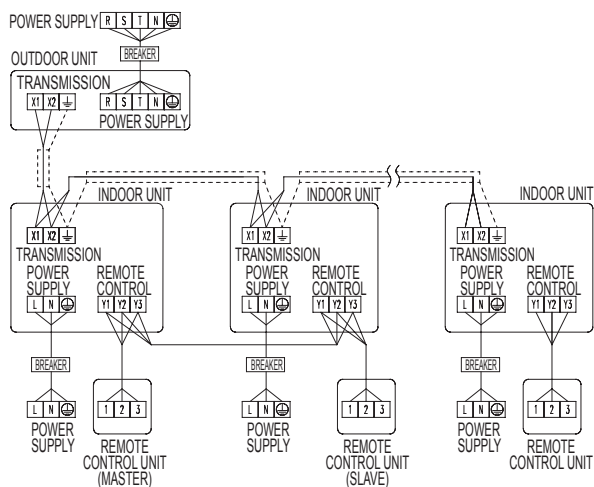 POWER SUPPLY R S T N
BREAKER
OUTDOOR UNIT
TRANSMISSION
X1 X2 R S T N
POWER SUPPLY
INDOOR UNIT INDOOR UNIT INDOOR UNIT
X1 X2 X1 X2 X1 X2
TRANSMISSION TRANSMISSION TRANSMISSION
POWER SUPPLY REMOTE CONTROL POWER SUPPLY REMOTE CONTROL POWER SUPPLY REMOTE CONTROL
L N Y1 Y2 Y3 L N Y1 Y2 Y3 L N Y1 Y2 Y3
BREAKER BREAKER BREAKER
L N 1 2 3 L N 1 2 3 L N 1 2 3
POWER SUPPLY REMOTE CONTROL UNIT (MASTER) POWER SUPPLY REMOTE CONTROL UNIT (SLAVE) POWER SUPPLY REMOTE CONTROL UNIT